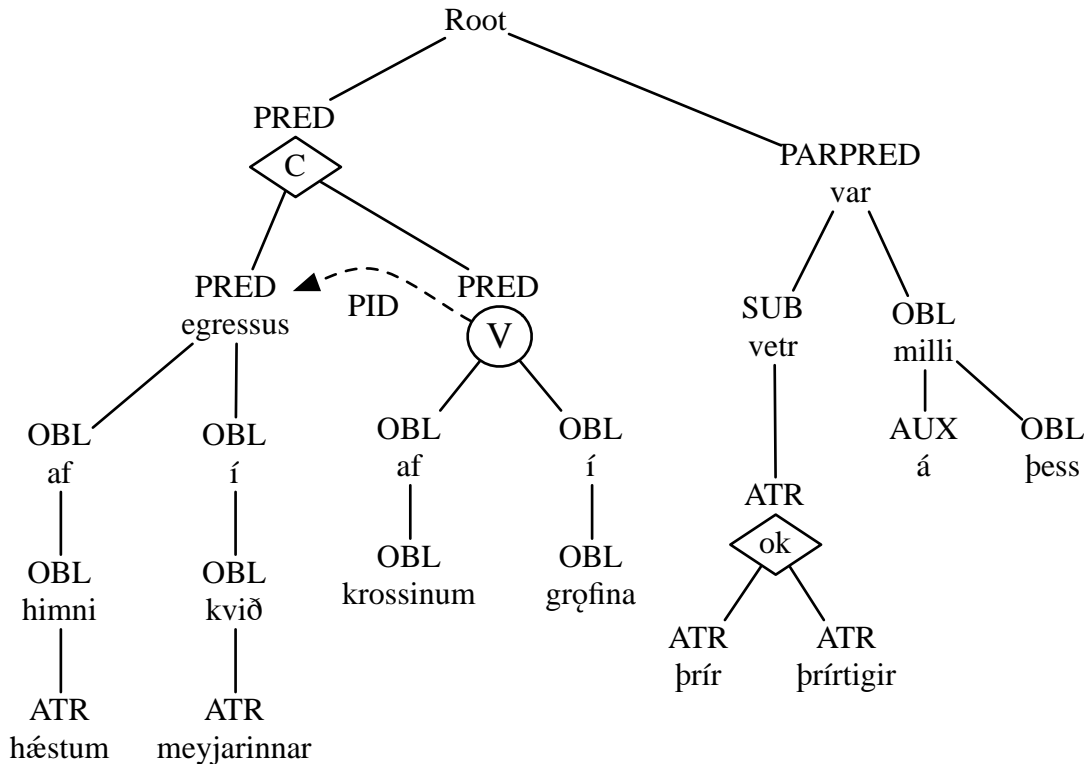 Root
PRED
C
PARPRED
var
PRED
egressus
PID
PRED
V
SUB
vetr
OBL
milli
OBL
af
OBL
í
OBL
af
OBL
í
AUX
á
OBL
þess
ATR
ok
OBL
himni
OBL
kvið
OBL
krossinum
OBL
grǫfina
ATR
þrír
ATR
þrírtigir
ATR
hǽstum
ATR
meyjarinnar